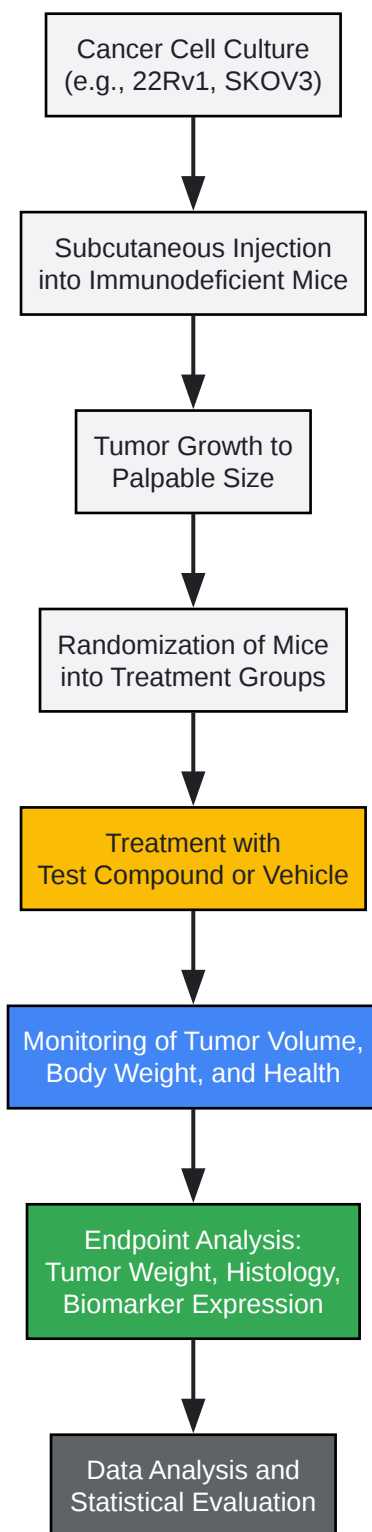 Cancer Cell Culture
(e.g., 22Rv1, SKOV3)
Subcutaneous Injection
into Immunodeficient Mice
Tumor Growth to
Palpable Size
Randomization of Mice
into Treatment Groups
Treatment with
Test Compound or Vehicle
Monitoring of Tumor Volume,
Body Weight, and Health
Endpoint Analysis:
Tumor Weight, Histology,
Biomarker Expression
Data Analysis and
Statistical Evaluation